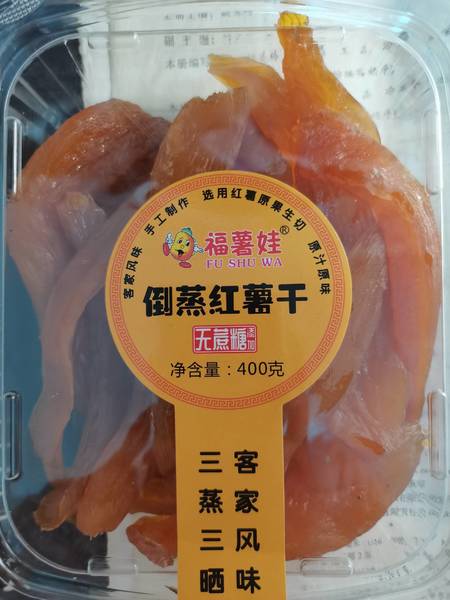 客家风味 手工制作 选用红薯原果生切 原汁原味
福薯娃®
FU SHU WA
倒蒸红薯干
无蔗糖添加
净含量：400克
客家风味
三蒸三晒